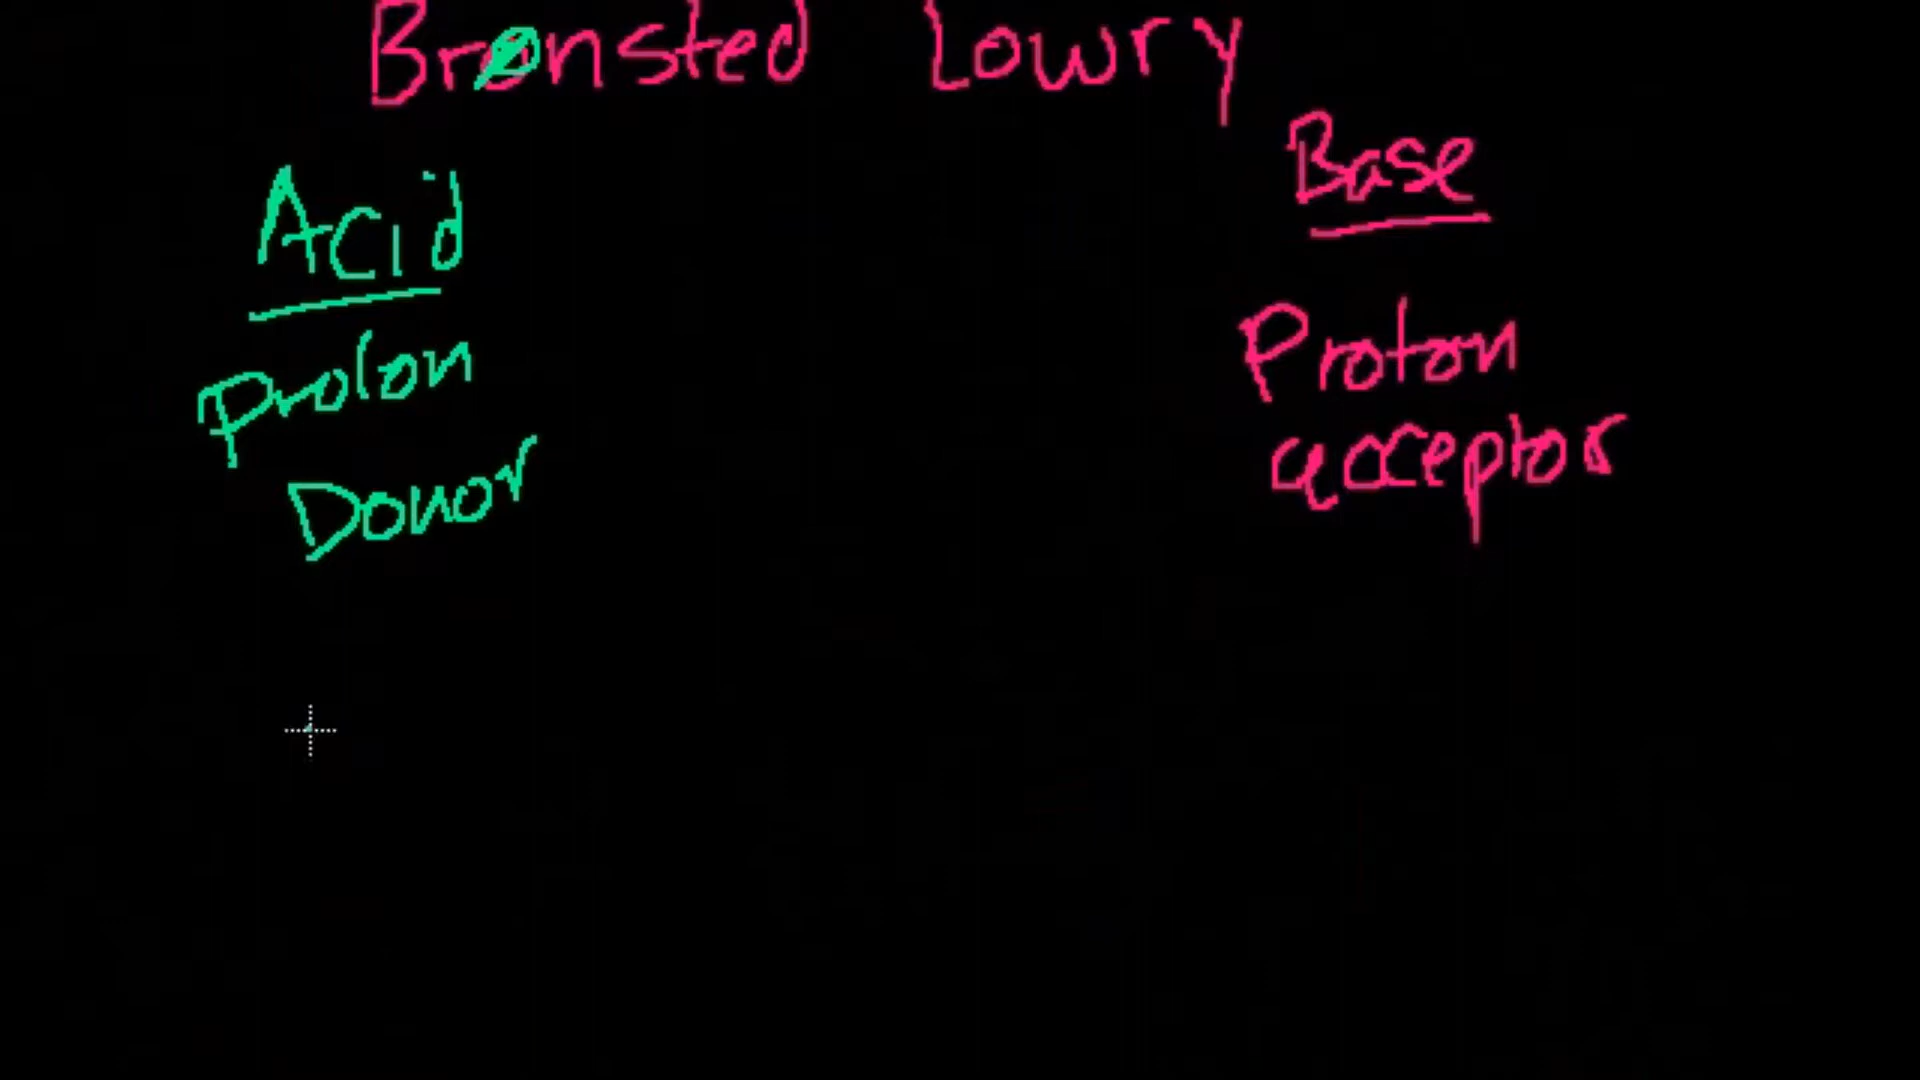 Brønsted Lowry
Acid
Proton
Donor
Base
Proton
acceptor